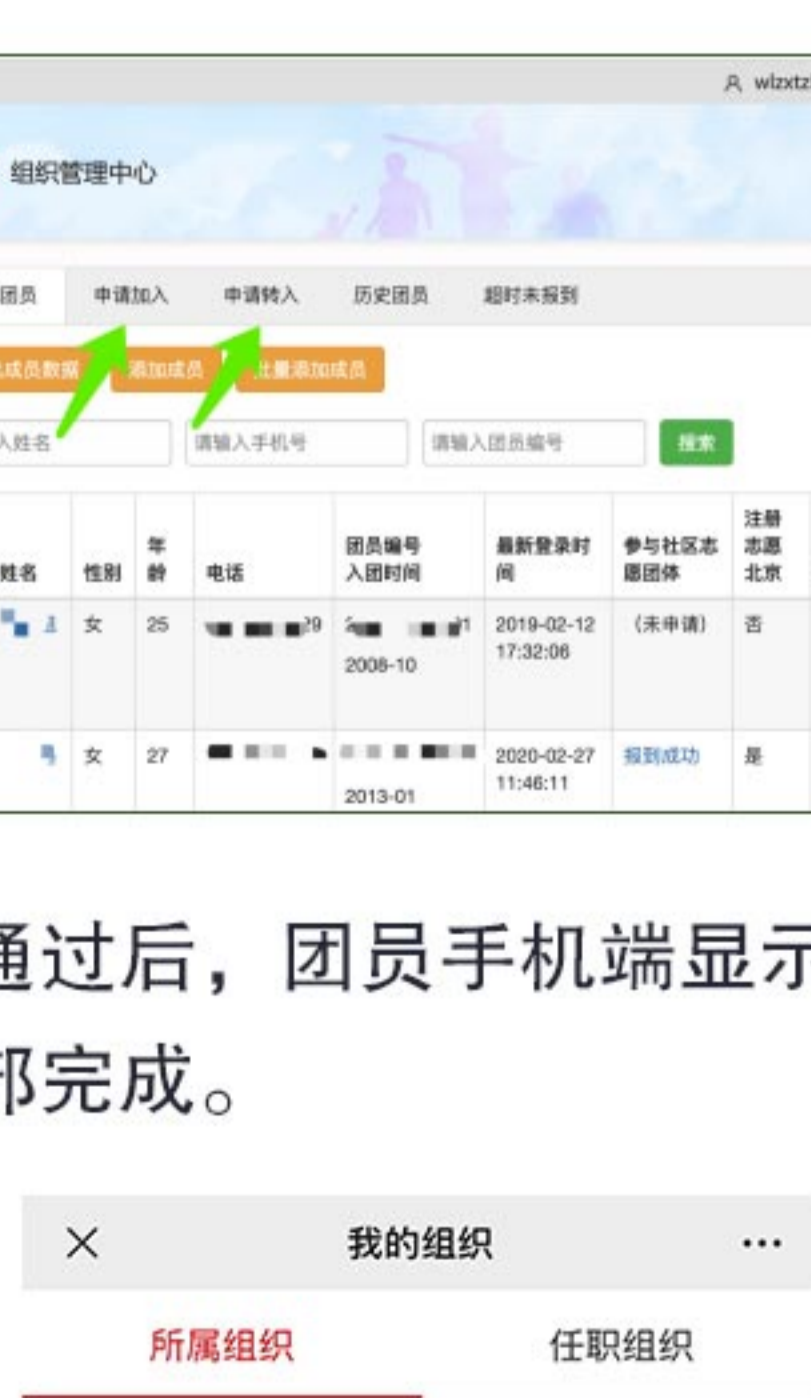 wlzxtz
组织管理中心
团员 申请加入 申请转入 历史团员 超时未报到
成员数据 添加成员 批量添加成员
入姓名 请输入手机号 请输入团员编号 搜索
姓名 性别 年龄 电话 团员编号 入团时间 最新登录时间 参与社区志愿团体 注册志愿北京
女 25 29 2 01 2019-02-12 (未申请) 否
2008-10 17:32:06
女 27 2020-02-27 报到成功 是
2013-01 11:46:11
通过后，团员手机端显示
部完成。
我的组织
所属组织 任职组织